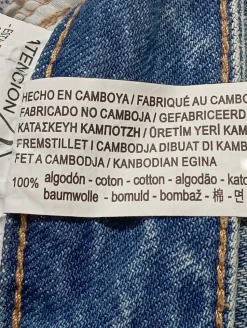 ATENCION/
HECHO EN CAMBOYA / FABRIQUÉ AU CAMBO
FABRICADO NO CAMBOJA / GEFABRICEERD
ΚΑΤΑΣΚΕΥΗ ΚΑΜΠΟΤΖΗ / ÜRETİM YERİ KAM
FREMSTILLET I CAMBODJA DIBUAT DI KAMB
FET A CAMBODJA / KANBODIAN EGINA
100% algodón - coton - cotton - algodão - kato
baumwolle - bomuld - bombaž - 棉 - 면